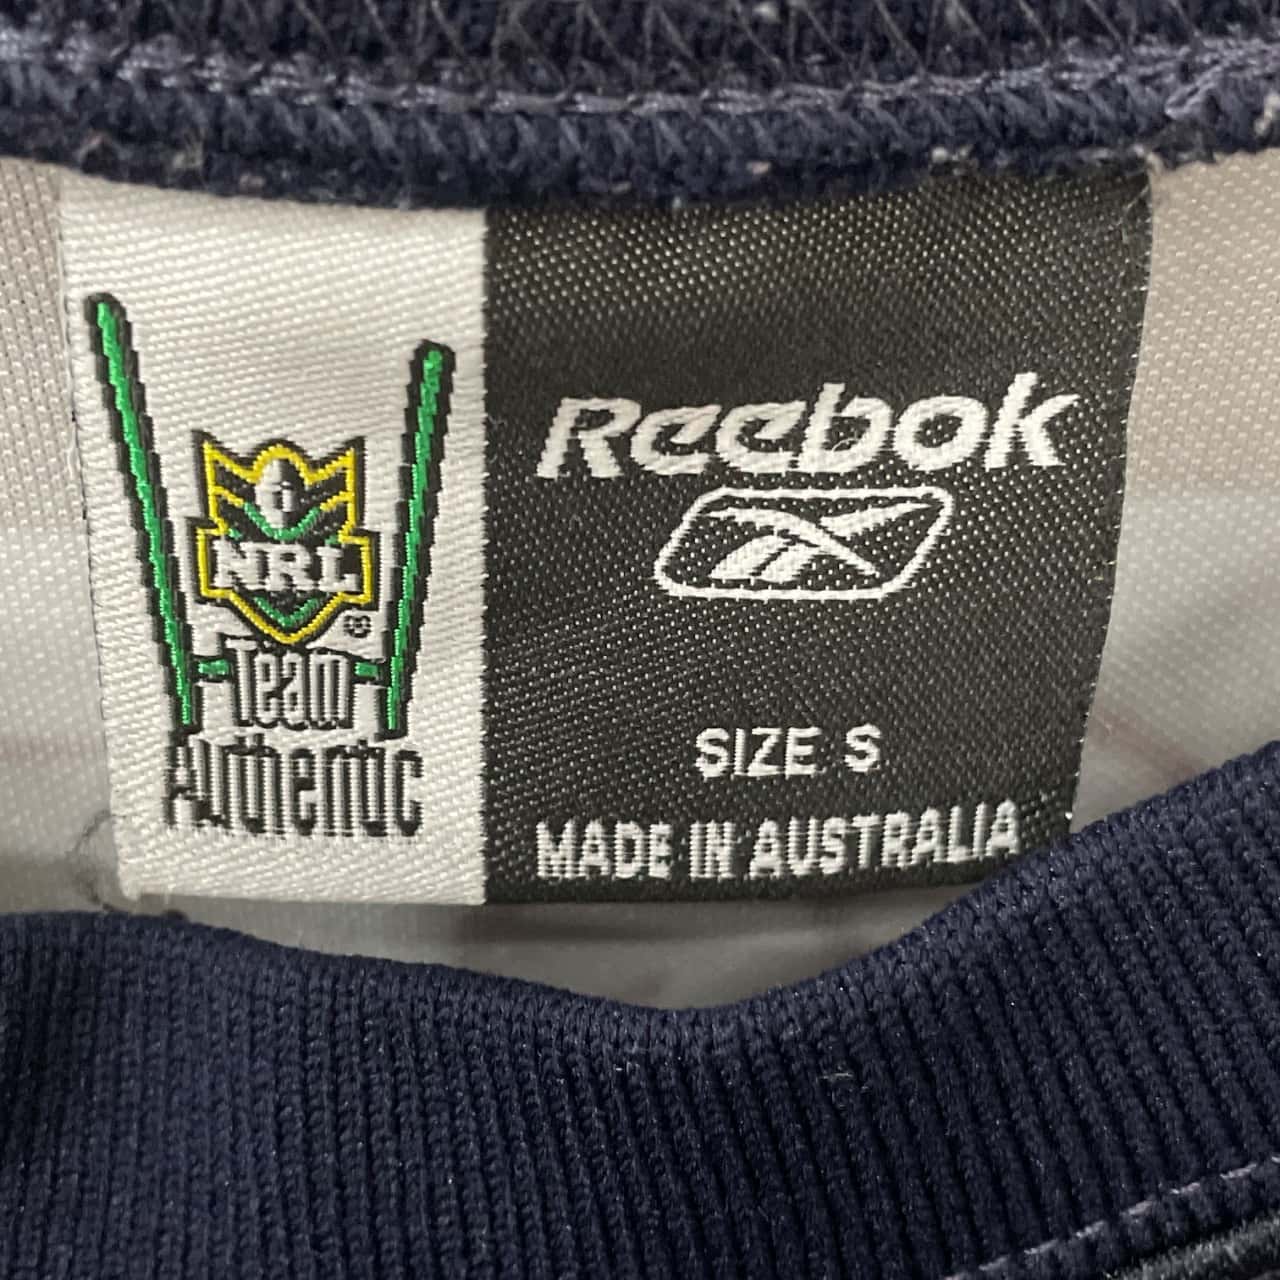 NRL
Team
Authentic
Reebok
SIZE S
MADE IN AUSTRALIA